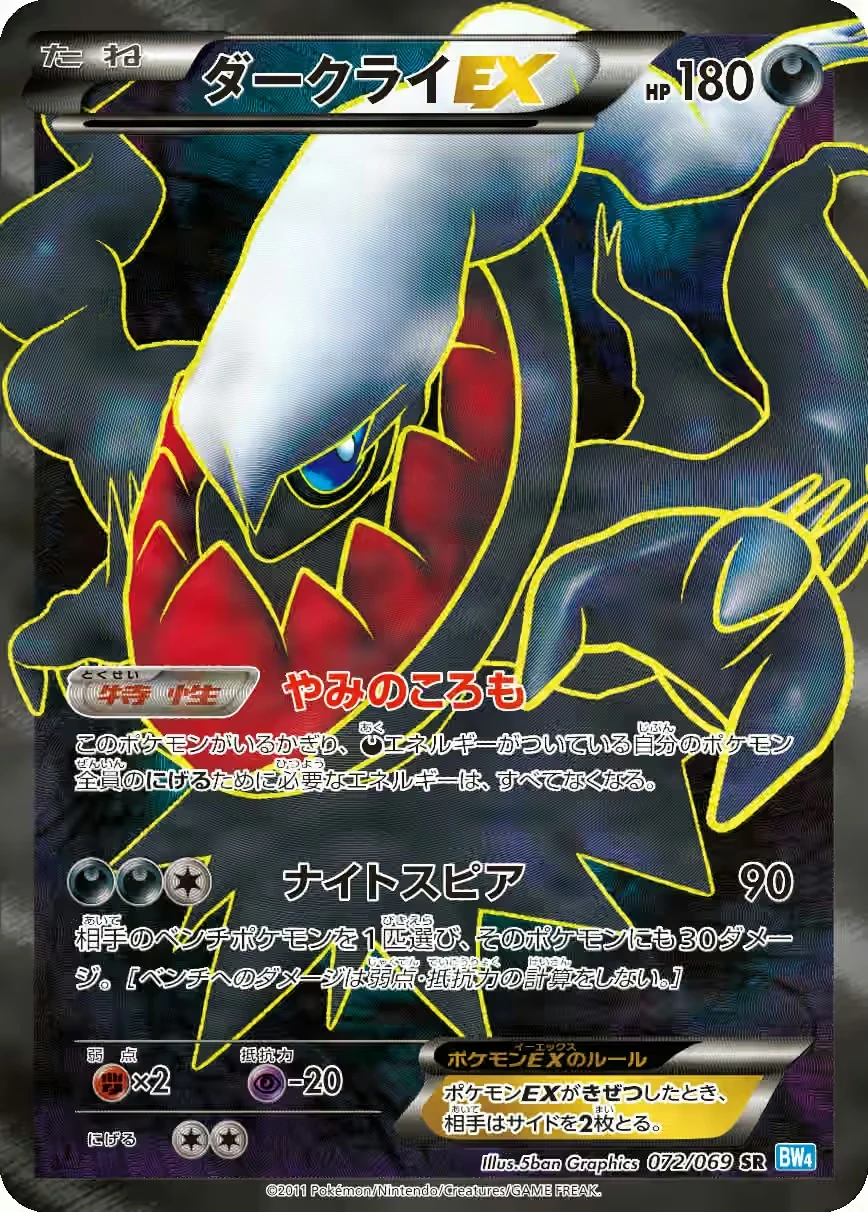 たね ダークライEX HP180
とくせい
特性 やみのころも
このポケモンがいるかぎり、エネルギーがついている自分のポケモン
全員のにげるために必要なエネルギーは、すべてなくなる。
ナイトスピア 90
相手のベンチポケモンを1匹選び、そのポケモンにも30ダメー
ジ。[ベンチへのダメージは弱点・抵抗力の計算をしない。]
弱点 抵抗力
×2 -20
にげる
イーエックス
ポケモンEXのルール
ポケモンEXがきぜつしたとき、
相手はサイドを2枚とる。
Illus.5ban Graphics 072/069 SR BW4
©2011 Pokémon/Nintendo/Creatures/GAME FREAK.